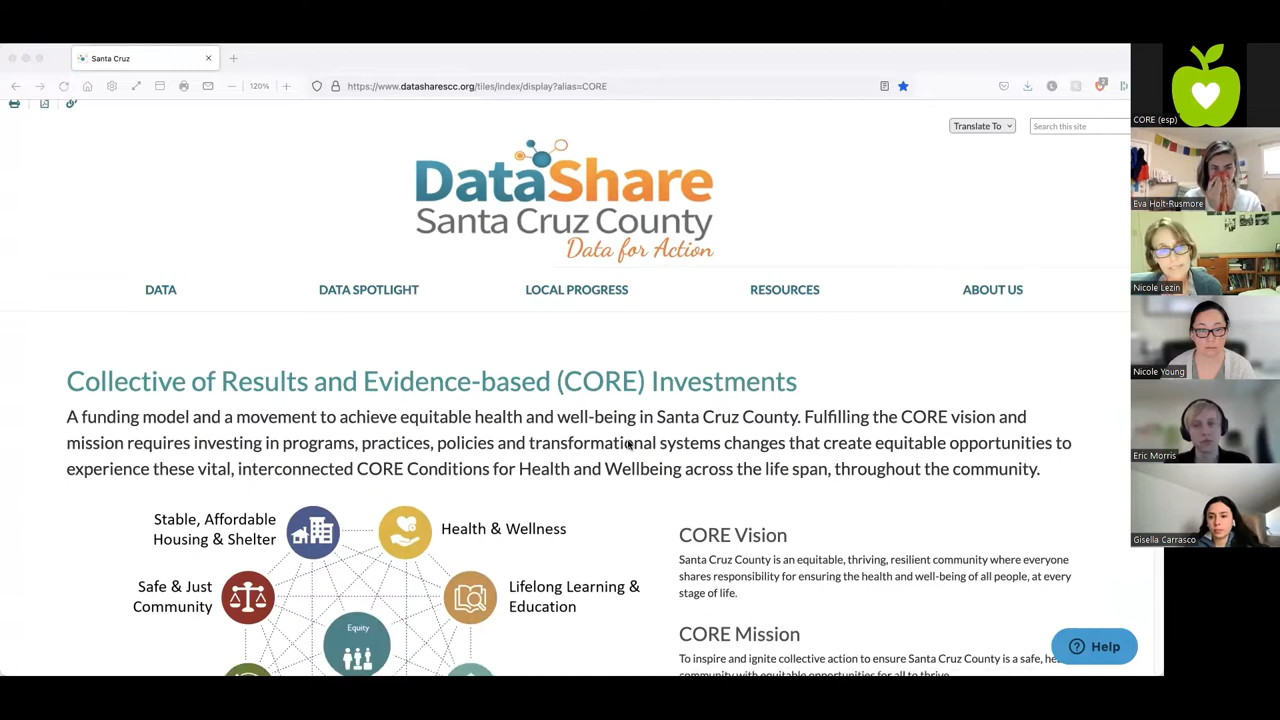 Santa Cruz
120%
https://www.datasharescc.org/tiles/index/display?alias=CORE
Translate To
Search this site
DataShare
Santa Cruz County
Data for Action
DATA
DATA SPOTLIGHT
LOCAL PROGRESS
RESOURCES
ABOUT US
Collective of Results and Evidence-based (CORE) Investments
A funding model and a movement to achieve equitable health and well-being in Santa Cruz County. Fulfilling the CORE vision and
mission requires investing in programs, practices, policies and transformational systems changes that create equitable opportunities to
experience these vital, interconnected CORE Conditions for Health and Wellbeing across the life span, throughout the community.
Stable, Affordable
Housing & Shelter
Health & Wellness
Safe & Just
Community
Lifelong Learning &
Education
Equity
CORE Vision
Santa Cruz County is an equitable, thriving, resilient community where everyone
shares responsibility for ensuring the health and well-being of all people, at every
stage of life.
CORE Mission
To inspire and ignite collective action to ensure Santa Cruz County is a safe,
community with equitable opportunities for all to thrive.
Help
CORE (esp)
Eva Holt-Rusmore
Nicole Lezin
Nicole Young
Eric Morris
Gisella Carrasco